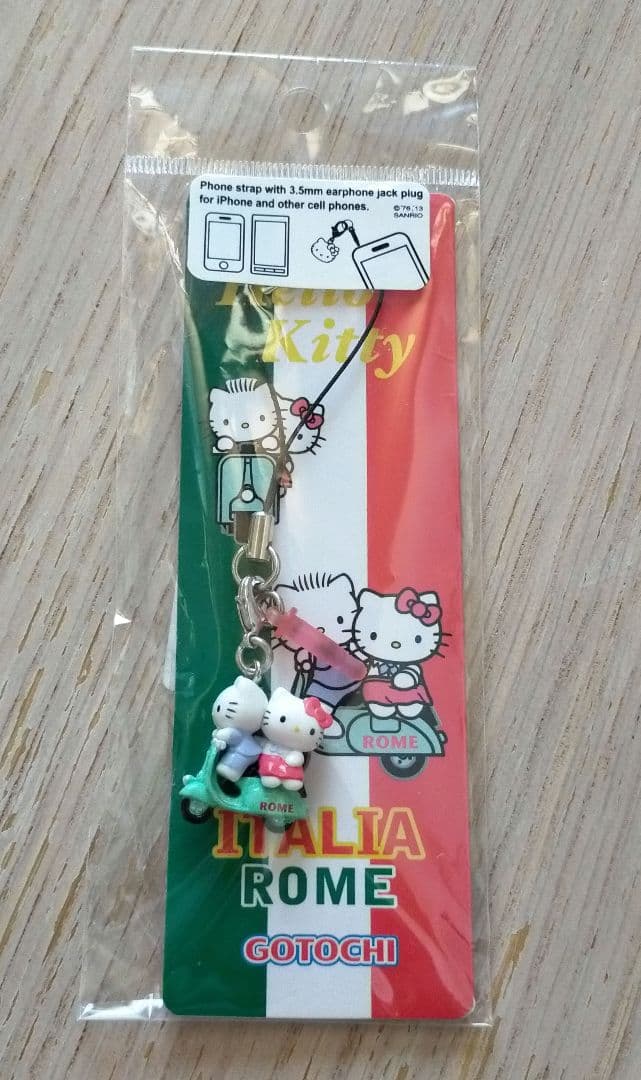 Phone strap with 3.5mm earphone jack plug
for iPhone and other cell phones.
©'76,'13
SANRIO
Hello
Kitty
ROME
ROME
ITALIA
ROME
GOTOCHI